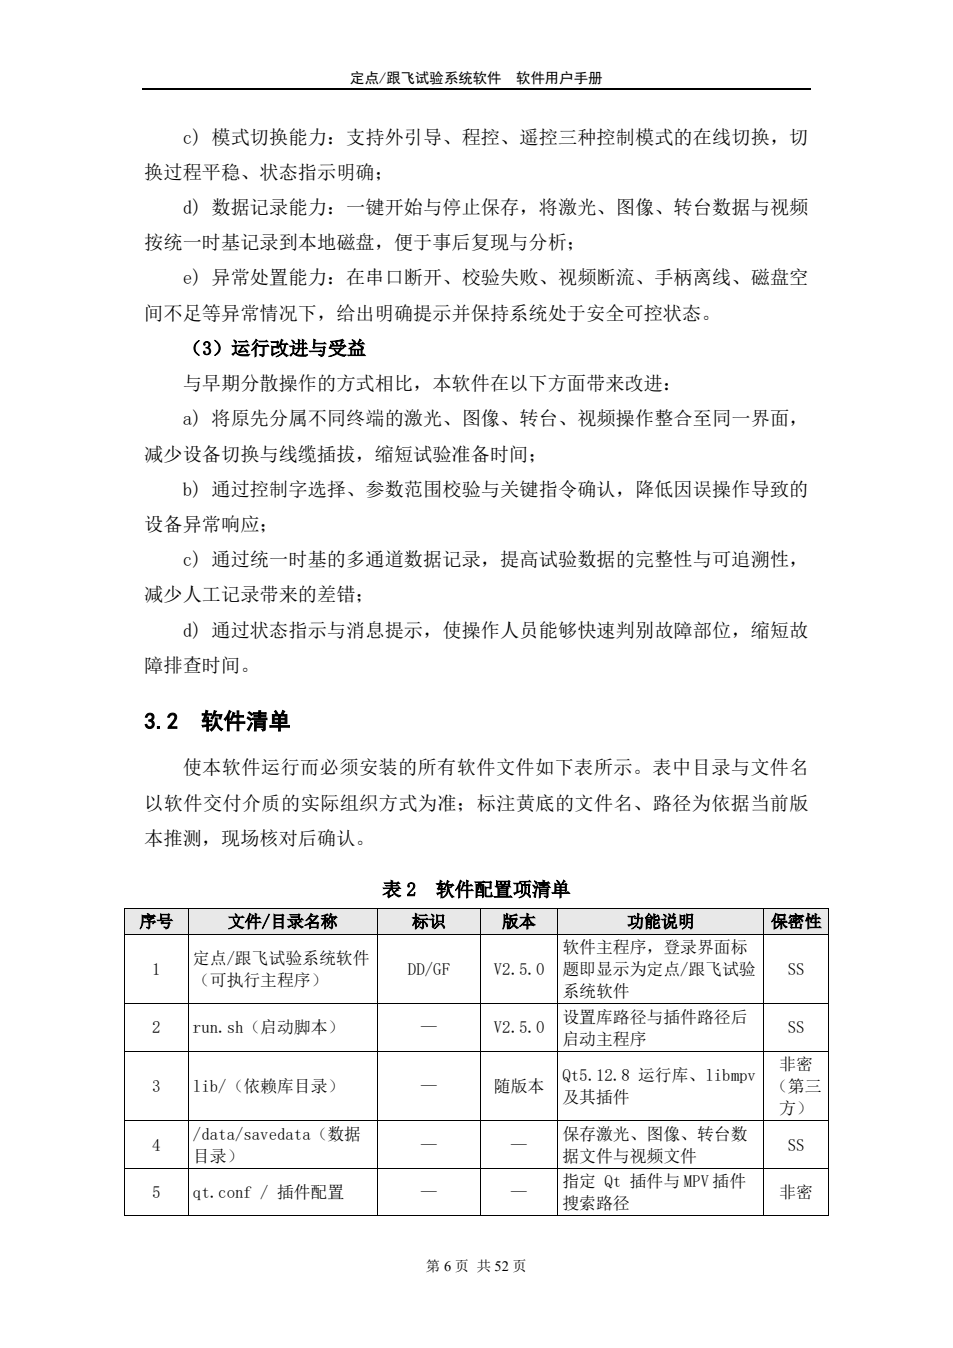 定点/跟飞试验系统软件　软件用户手册
c) 模式切换能力：支持外引导、程控、遥控三种控制模式的在线切换，切
换过程平稳、状态指示明确；
d) 数据记录能力：一键开始与停止保存，将激光、图像、转台数据与视频
按统一时基记录到本地磁盘，便于事后复现与分析；
e) 异常处置能力：在串口断开、校验失败、视频断流、手柄离线、磁盘空
间不足等异常情况下，给出明确提示并保持系统处于安全可控状态。
（3）运行改进与受益
与早期分散操作的方式相比，本软件在以下方面带来改进：
a) 将原先分属不同终端的激光、图像、转台、视频操作整合至同一界面，
减少设备切换与线缆插拔，缩短试验准备时间；
b) 通过控制字选择、参数范围校验与关键指令确认，降低因误操作导致的
设备异常响应；
c) 通过统一时基的多通道数据记录，提高试验数据的完整性与可追溯性，
减少人工记录带来的差错；
d) 通过状态指示与消息提示，使操作人员能够快速判别故障部位，缩短故
障排查时间。
3.2　软件清单
使本软件运行而必须安装的所有软件文件如下表所示。表中目录与文件名
以软件交付介质的实际组织方式为准；标注黄底的文件名、路径为依据当前版
本推测，现场核对后确认。
表 2　软件配置项清单
序号　文件/目录名称　标识　版本　功能说明　保密性
1　定点/跟飞试验系统软件（可执行主程序）　DD/GF　V2.5.0　软件主程序，登录界面标题即显示为定点/跟飞试验系统软件　SS
2　run.sh（启动脚本）　—　V2.5.0　设置库路径与插件路径后启动主程序　SS
3　lib/（依赖库目录）　—　随版本　Qt5.12.8 运行库、libmpv 及其插件　非密（第三方）
4　/data/savedata（数据目录）　—　—　保存激光、图像、转台数据文件与视频文件　SS
5　qt.conf / 插件配置　—　—　指定 Qt 插件与 MPV 插件搜索路径　非密
第 6 页 共 52 页